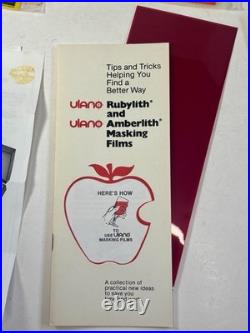 Tips and Tricks
Helping You
Find a
Better Way
ULANO Rubylith®
and
ULANO Amberlith®
Masking
Films
HERE'S HOW
TO
USE ULANO
MASKING FILMS
A collection of
practical new ideas
to save you
ebay